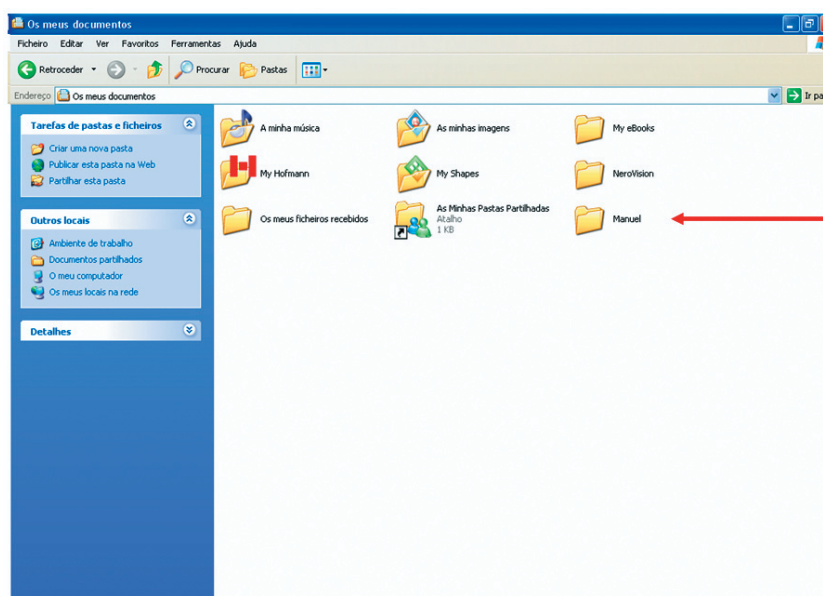 Os meus documentos
Ficheiro Editar Ver Favoritos Ferramentas Ajuda
Retroceder Procurar Pastas
Endereço Os meus documentos Ir pa
Tarefas de pastas e ficheiros
Criar uma nova pasta
Publicar esta pasta na Web
Partilhar esta pasta
Outros locais
Ambiente de trabalho
Documentos partilhados
O meu computador
Os meus locais na rede
Detalhes
A minha música
As minhas imagens
My eBooks
My Hofmann
My Shapes
NeroVision
Os meus ficheiros recebidos
As Minhas Pastas Partilhadas
Atalho
1 KB
Manuel